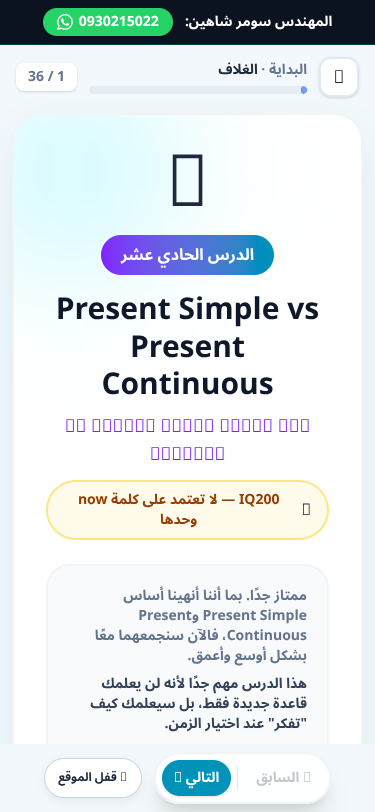 المهندس سومر شاهين: 0930215022
البداية · الغلاف
1 / 36
الدرس الحادي عشر
Present Simple vs
Present
Continuous
IQ200 — لا تعتمد على كلمة now
وحدها
ممتاز جدًا. بما أننا أنهينا أساس
Present Simple وPresent
Continuous، فالآن سنجمعهما معًا
بشكل أوسع وأعمق.
هذا الدرس مهم جدًا لأنه لن يعلمك
قاعدة جديدة فقط، بل سيعلمك كيف
"تفكر" عند اختيار الزمن.
السابق
التالي
قفل الموقع